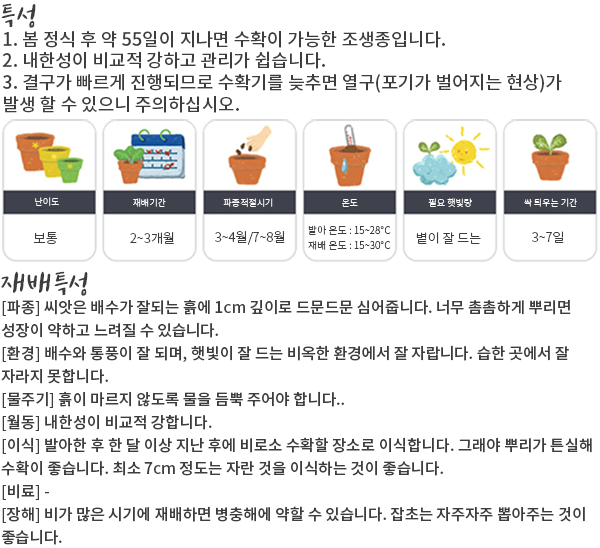 특성
1. 봄 정식 후 약 55일이 지나면 수확이 가능한 조생종입니다.
2. 내한성이 비교적 강하고 관리가 쉽습니다.
3. 결구가 빠르게 진행되므로 수확기를 늦추면 열구(포기가 벌어지는 현상)가
발생 할 수 있으니 주의하십시오.
난이도
재배기간
파종적절시기
온도
필요 햇빛량
싹 틔우는 기간
보통
2~3개월
3~4월/7~8월
발아 온도 : 15~28°C
재배 온도 : 15~30°C
볕이 잘 드는
3~7일
재배특성
[파종] 씨앗은 배수가 잘되는 흙에 1cm 깊이로 드문드문 심어줍니다. 너무 촘촘하게 뿌리면
성장이 약하고 느려질 수 있습니다.
[환경] 배수와 통풍이 잘 되며, 햇빛이 잘 드는 비옥한 환경에서 잘 자랍니다. 습한 곳에서 잘
자라지 못합니다.
[물주기] 흙이 마르지 않도록 물을 듬뿍 주어야 합니다..
[월동] 내한성이 비교적 강합니다.
[이식] 발아한 후 한 달 이상 지난 후에 비로소 수확할 장소로 이식합니다. 그래야 뿌리가 튼실해
수확이 좋습니다. 최소 7cm 정도는 자란 것을 이식하는 것이 좋습니다.
[비료] -
[장해] 비가 많은 시기에 재배하면 병충해에 약할 수 있습니다. 잡초는 자주자주 뽑아주는 것이
좋습니다.